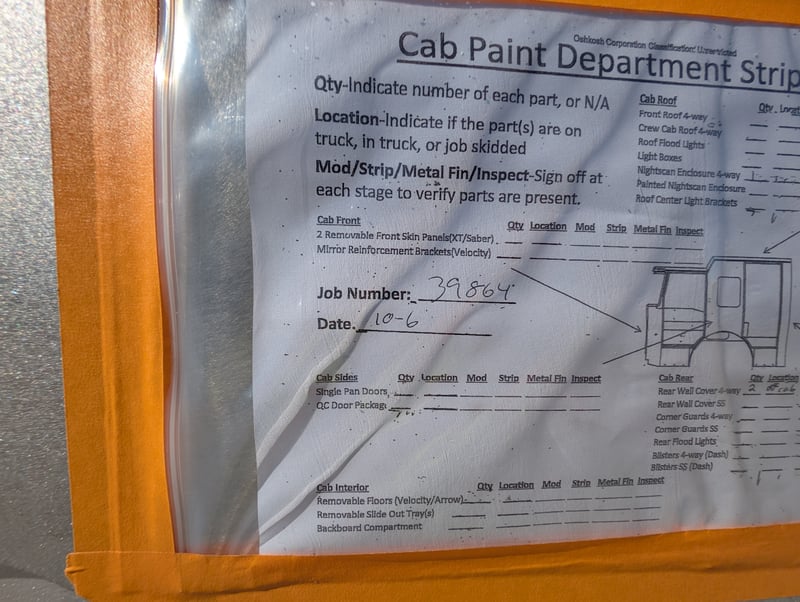 Oshkosh Corporation Classification: Unrestricted
Cab Paint Department Strip
Qty-Indicate number of each part, or N/A
Location-Indicate if the part(s) are on
truck, in truck, or job skidded
Mod/Strip/Metal Fin/Inspect-Sign off at
each stage to verify parts are present.
Cab Roof Qty
Front Roof 4-way
Crew Cab Roof 4-way
Roof Flood Lights
Light Boxes
Nightscan Enclosure 4-way 1
Painted Nightscan Enclosure
Roof Center Light Brackets
Cab Front Qty Location Mod Strip Metal Fin Inspect
2 Removable Front Skin Panels(XT/Saber)
Mirror Reinforcement Brackets(Velocity)
Job Number: 39864
Date. 10-6
Cab Sides Qty Location Mod Strip Metal Fin Inspect
Single Pan Doors
QC Door Package
Cab Rear Qty Location
Rear Wall Cover 4-way 2
Rear Wall Cover SS
Corner Guards 4-way
Corner Guards SS
Rear Flood Lights
Blisters 4-way (Dash)
Blisters SS (Dash)
Cab Interior Qty Location Mod Strip Metal Fin Inspect
Removable Floors (Velocity/Arrow)
Removable Slide Out Tray(s)
Backboard Compartment